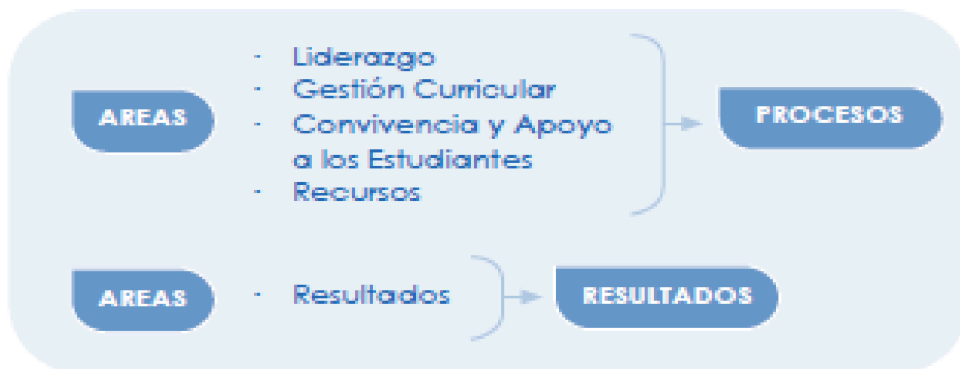 - Liderazgo
- Gestión Curricular
AREAS
- Convivencia y Apoyo
a los Estudiantes
- Recursos
PROCESOS
AREAS
- Resultados
RESULTADOS